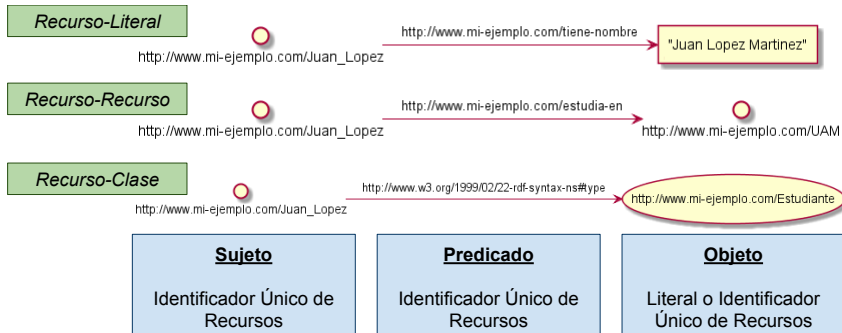 Recurso-Literal
http://www.mi-ejemplo.com/tiene-nombre
"Juan Lopez Martinez"
http://www.mi-ejemplo.com/Juan_Lopez
Recurso-Recurso
http://www.mi-ejemplo.com/estudia-en
http://www.mi-ejemplo.com/Juan_Lopez
http://www.mi-ejemplo.com/UAM
Recurso-Clase
http://www.w3.org/1999/02/22-rdf-syntax-ns#type
http://www.mi-ejemplo.com/Estudiante
http://www.mi-ejemplo.com/Juan_Lopez
Sujeto
Identificador Único de
Recursos
Predicado
Identificador Único de
Recursos
Objeto
Literal o Identificador
Único de Recursos